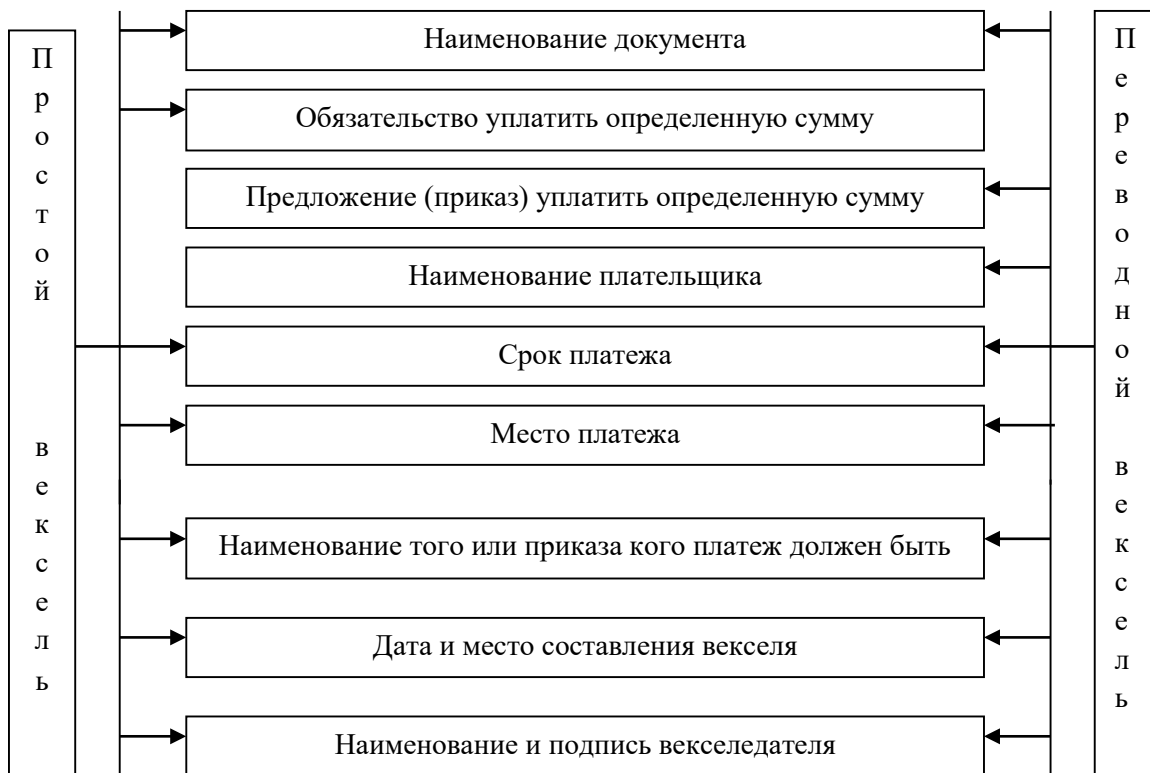 Простой вексель
Наименование документа
Обязательство уплатить определенную сумму
Предложение (приказ) уплатить определенную сумму
Наименование плательщика
Срок платежа
Место платежа
Наименование того или приказа кого платеж должен быть
Дата и место составления векселя
Наименование и подпись векселедателя
Переводной вексель